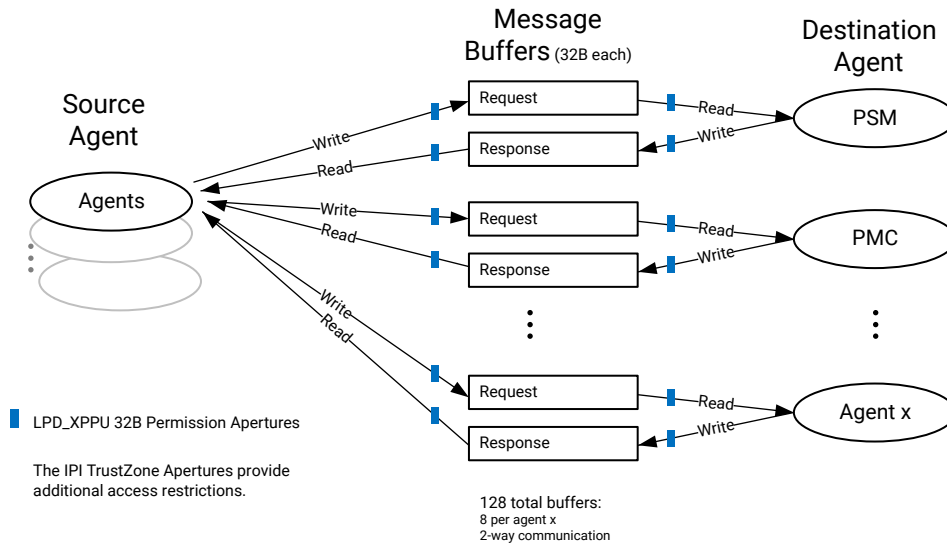 Message
Buffers (32B each)
Destination
Agent
Source
Agent
Request
Write
Read
PSM
Response
Read
Write
Agents
Request
Write
Read
PMC
Response
Read
Write
Request
Write
Read
Agent x
Response
Read
Write
LPD_XPPU 32B Permission Apertures
The IPI TrustZone Apertures provide
additional access restrictions.
128 total buffers:
8 per agent x
2-way communication